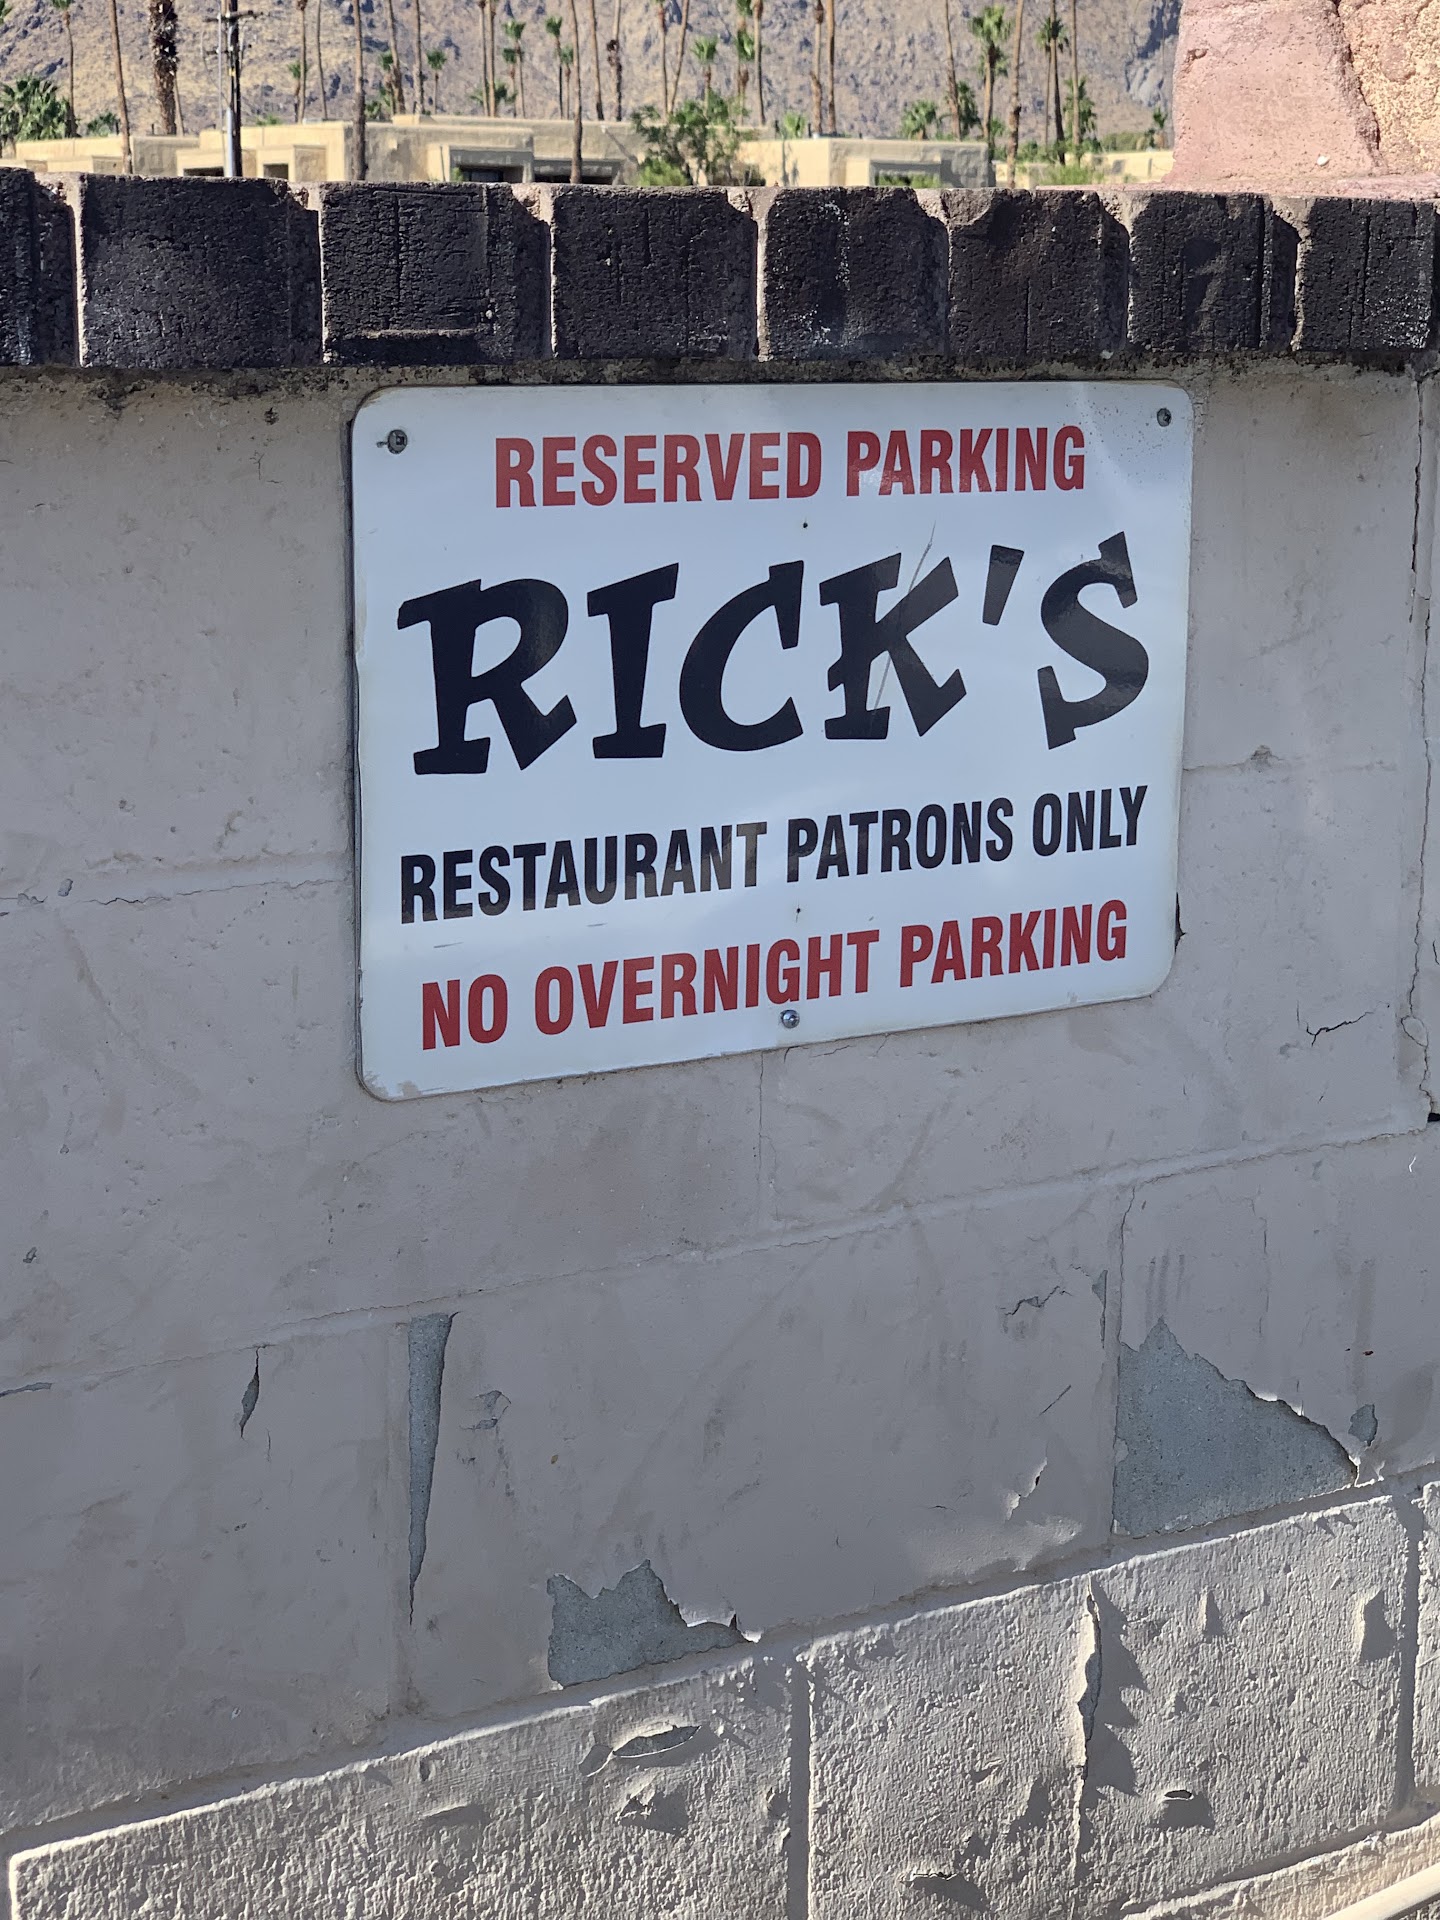 RESERVED PARKING
RICK'S
RESTAURANT PATRONS ONLY
NO OVERNIGHT PARKING